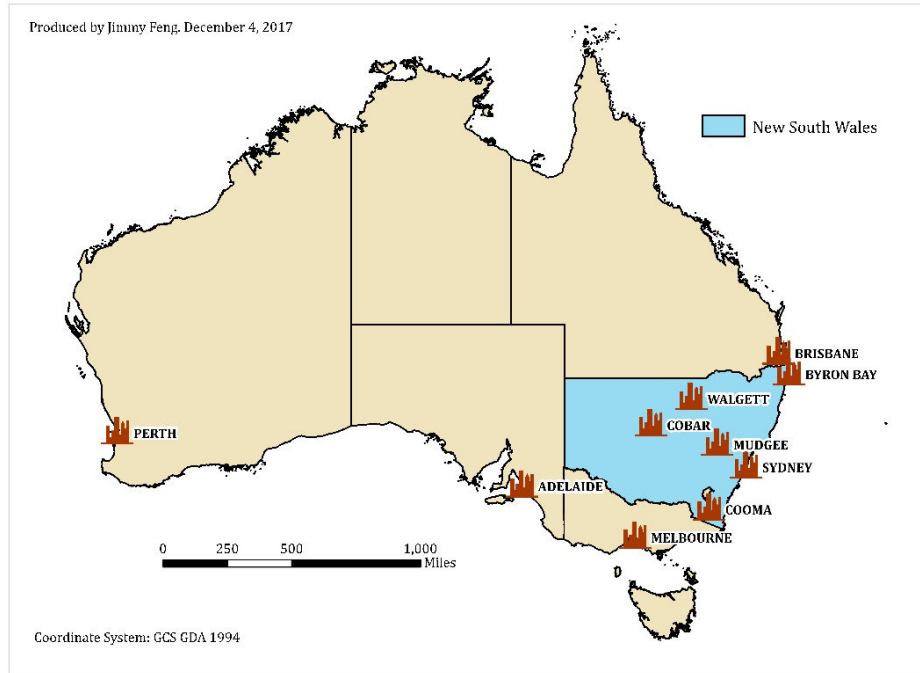 Produced by Jimmy Feng. December 4, 2017
New South Wales
BRISBANE
BYRON BAY
WALGETT
COBAR
PERTH
MUDGEE
SYDNEY
ADELAIDE
COOMA
MELBOURNE
0 250 500 1,000
Miles
Coordinate System: GCS GDA 1994